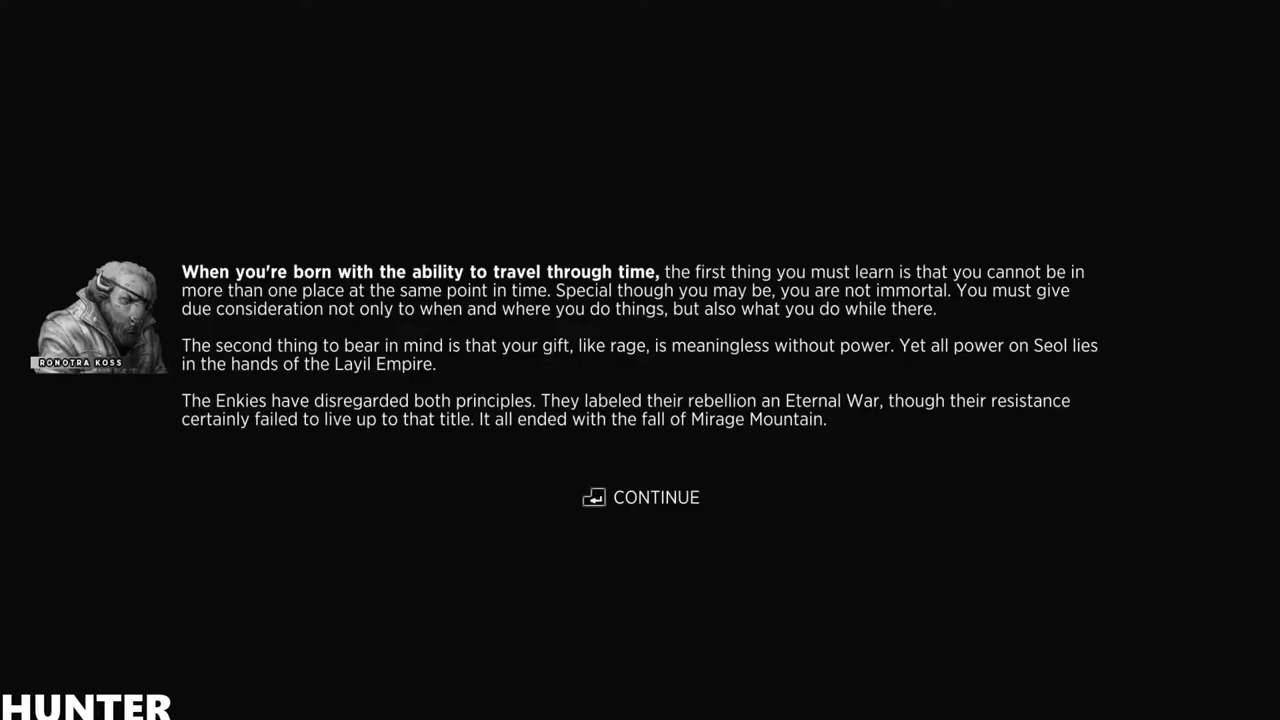 When you're born with the ability to travel through time, the first thing you must learn is that you cannot be in
more than one place at the same point in time. Special though you may be, you are not immortal. You must give
due consideration not only to when and where you do things, but also what you do while there.
The second thing to bear in mind is that your gift, like rage, is meaningless without power. Yet all power on Seol lies
in the hands of the Layil Empire.
RONOTRA KOSS
The Enkies have disregarded both principles. They labeled their rebellion an Eternal War, though their resistance
certainly failed to live up to that title. It all ended with the fall of Mirage Mountain.
CONTINUE
HUNTER